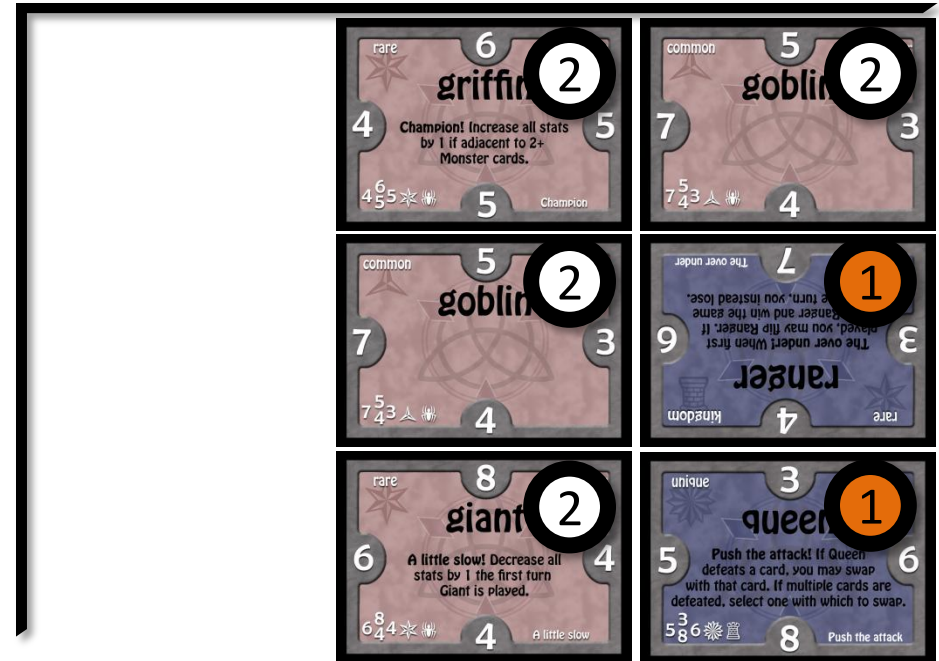 rare
6
2
griffin
4
5
Champion! Increase all stats
by 1 if adjacent to 2+
Monster cards.
4 6 5 5
5
Champion
common
5
2
goblin
7
3
7 5 4 3
4
common
5
2
goblin
7
3
7 5 4 3
4
rare
4
kingdom
1
ranger
3
6
The over under! When first
played, you may flip Ranger. If
Ranger and win the game
turn, you instead lose.
7
The over under
rare
8
2
giant
6
4
A little slow! Decrease all
stats by 1 the first turn
Giant is played.
6 8 4 4
4
A little slow
unique
3
1
queen
5
6
Push the attack! If Queen
defeats a card, you may swap
with that card. If multiple cards are
defeated, select one with which to swap.
5 3 8 6
8
Push the attack